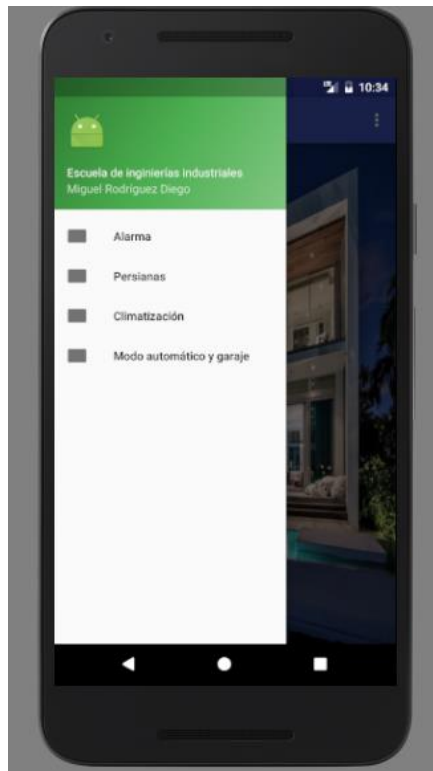 10:34
Escuela de inginierías industriales
Miguel Rodríguez Diego
Alarma
Persianas
Climatización
Modo automático y garaje